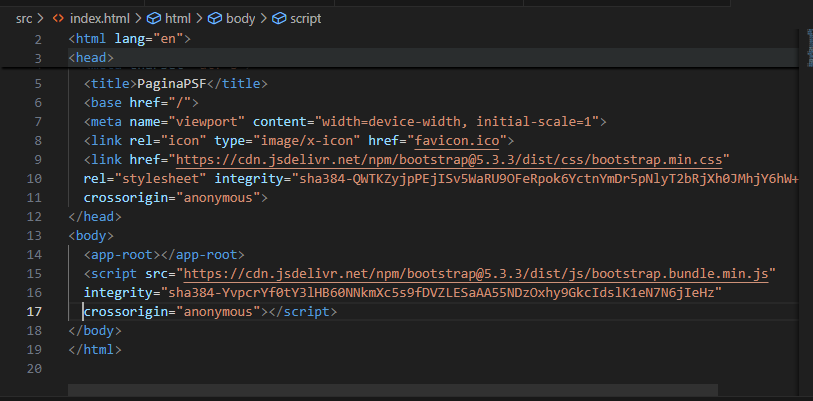 src > index.html > html > body > script
2 <html lang="en">
3 <head>
5 <title>PaginaPSF</title>
6 <base href="/">
7 <meta name="viewport" content="width=device-width, initial-scale=1">
8 <link rel="icon" type="image/x-icon" href="favicon.ico">
9 <link href="https://cdn.jsdelivr.net/npm/bootstrap@5.3.3/dist/css/bootstrap.min.css"
10 rel="stylesheet" integrity="sha384-QWTKZyjpPEjISv5WaRU9OFeRpok6YctnYmDr5pNlyT2bRjXh0JMhjY6hW+
11 crossorigin="anonymous">
12 </head>
13 <body>
14 <app-root></app-root>
15 <script src="https://cdn.jsdelivr.net/npm/bootstrap@5.3.3/dist/js/bootstrap.bundle.min.js"
16 integrity="sha384-YvpcrYf0tY3lHB60NNkmXc5s9fDVZLESaAA55NDzOxhy9GkcIdslK1eN7N6jIeHz"
17 crossorigin="anonymous"></script>
18 </body>
19 </html>
20